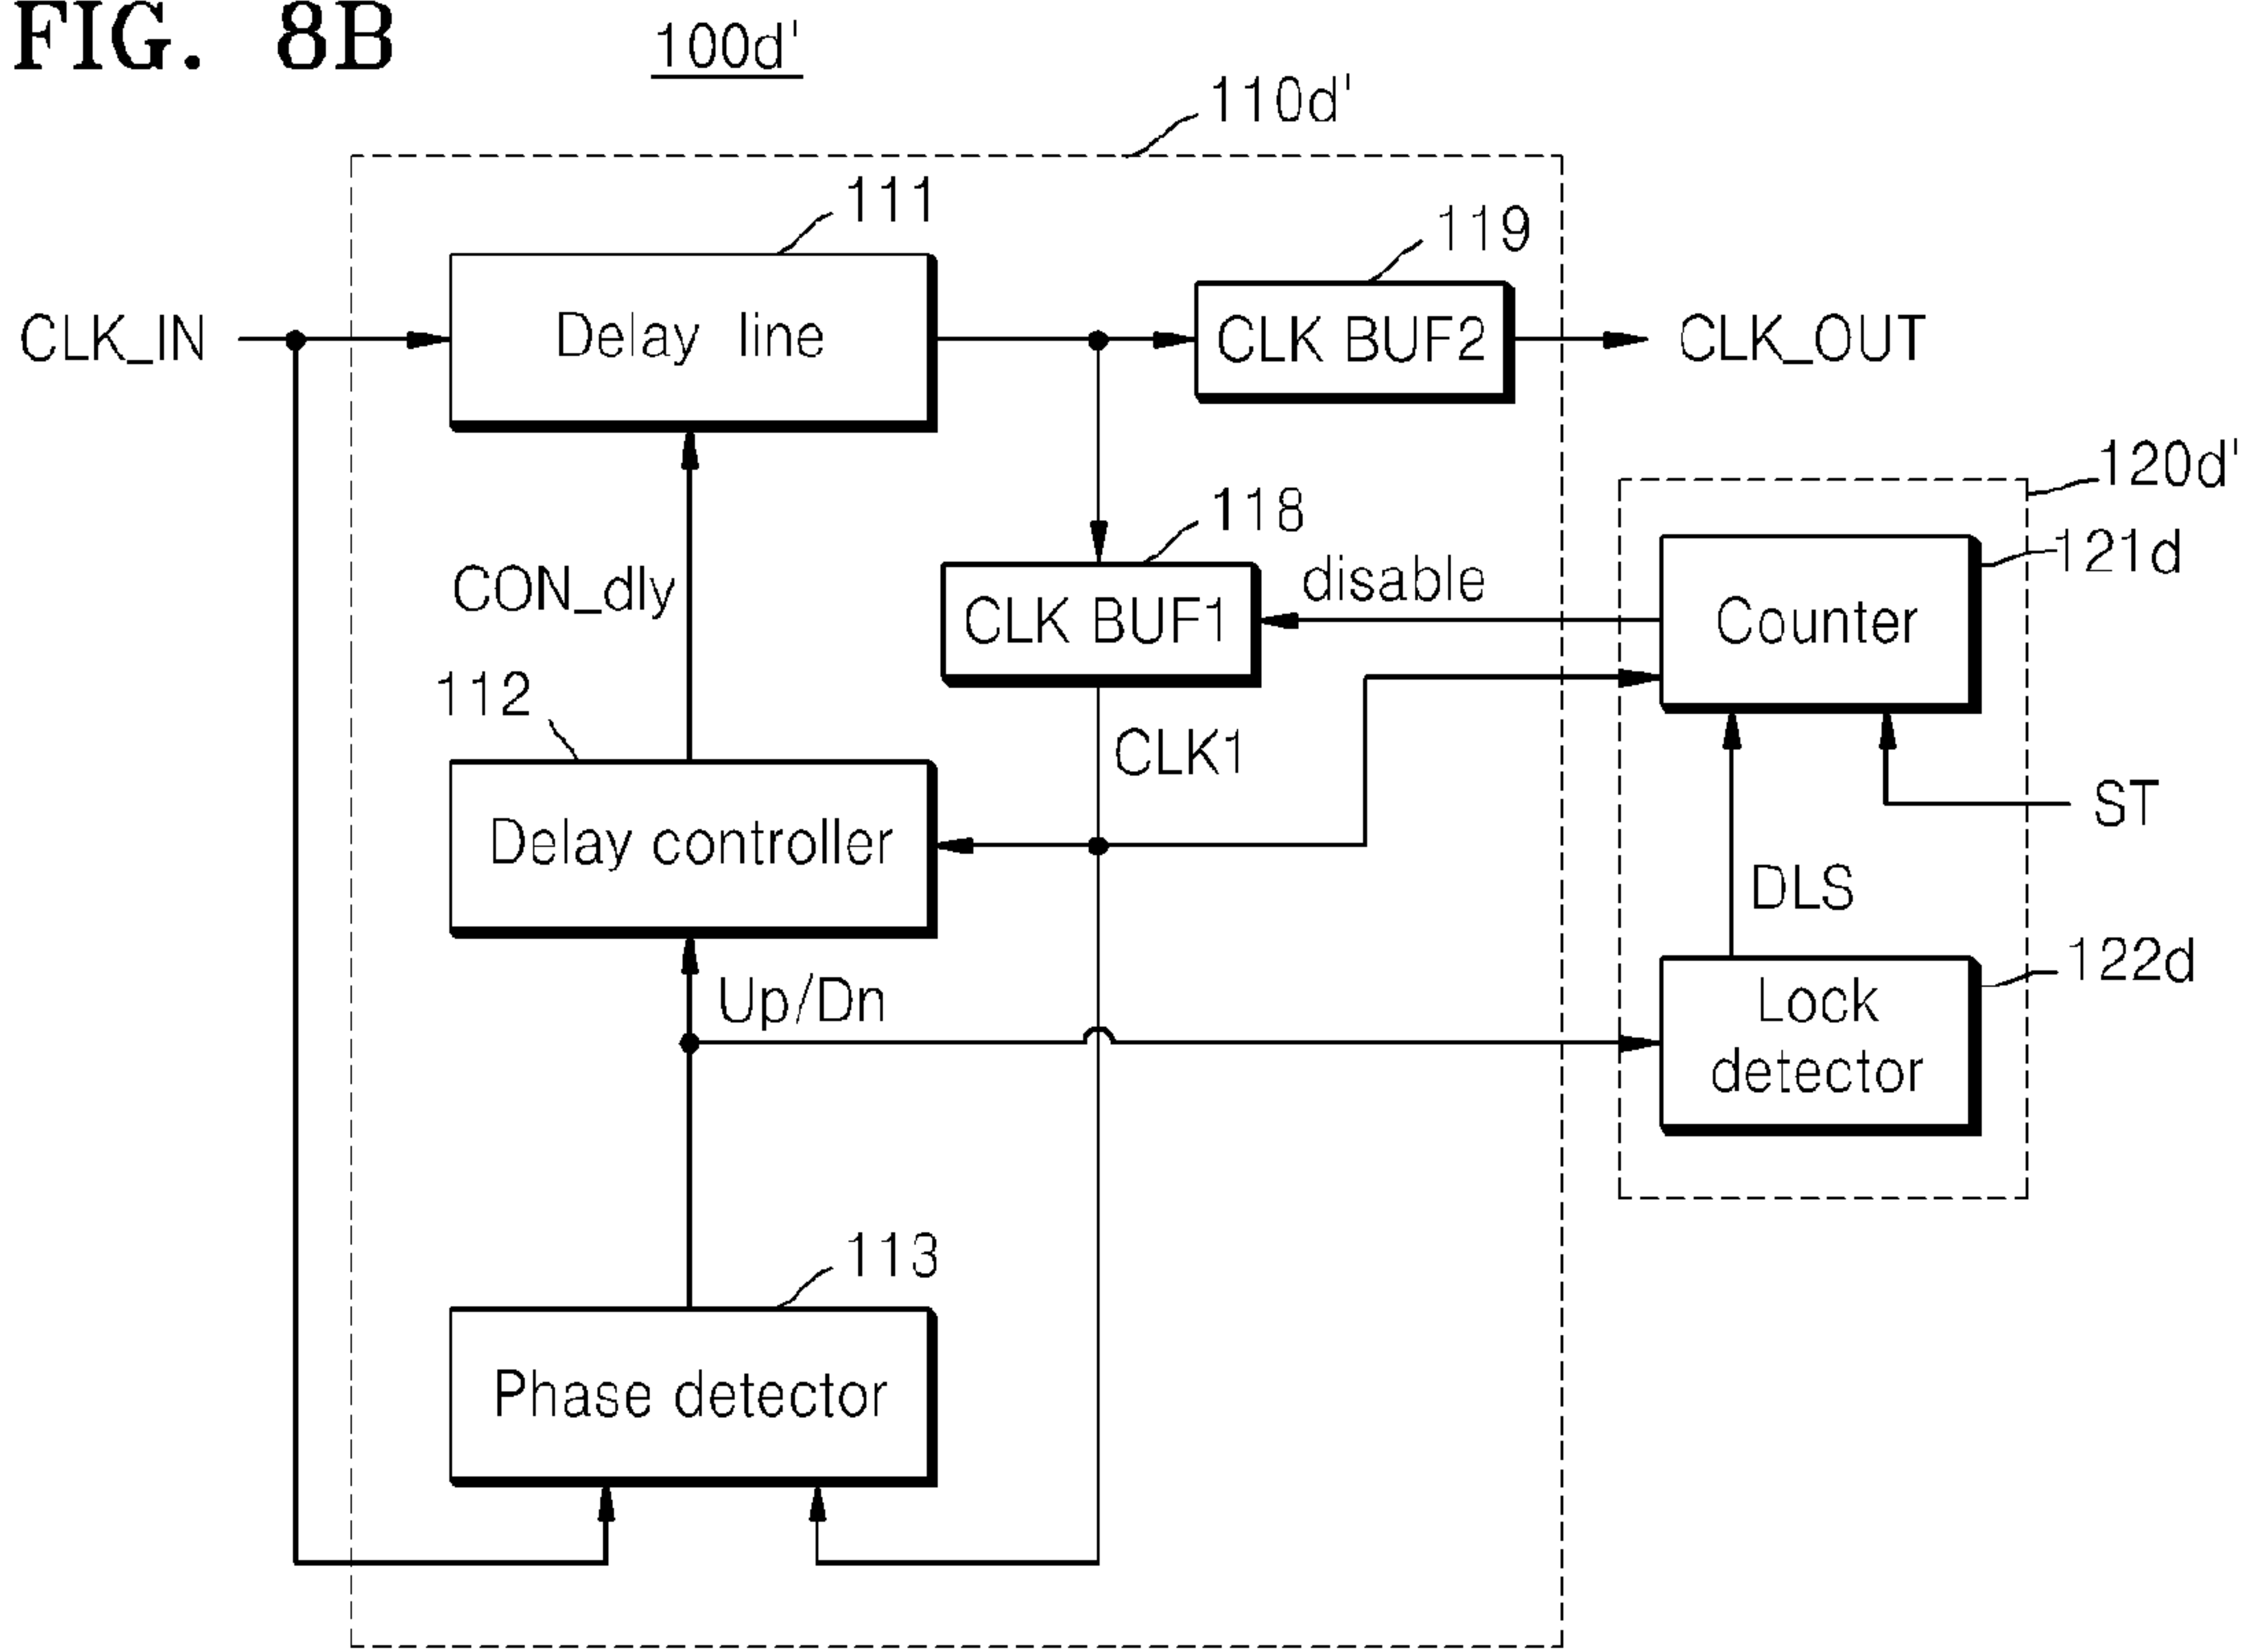 FIG. 8B
100d'
110d'
111
119
CLK_IN
Delay line
CLK BUF2
CLK_OUT
120d'
118
121d
CON_dly
disable
CLK BUF1
Counter
112
CLK1
ST
Delay controller
DLS
122d
Up/Dn
Lock
detector
113
Phase detector